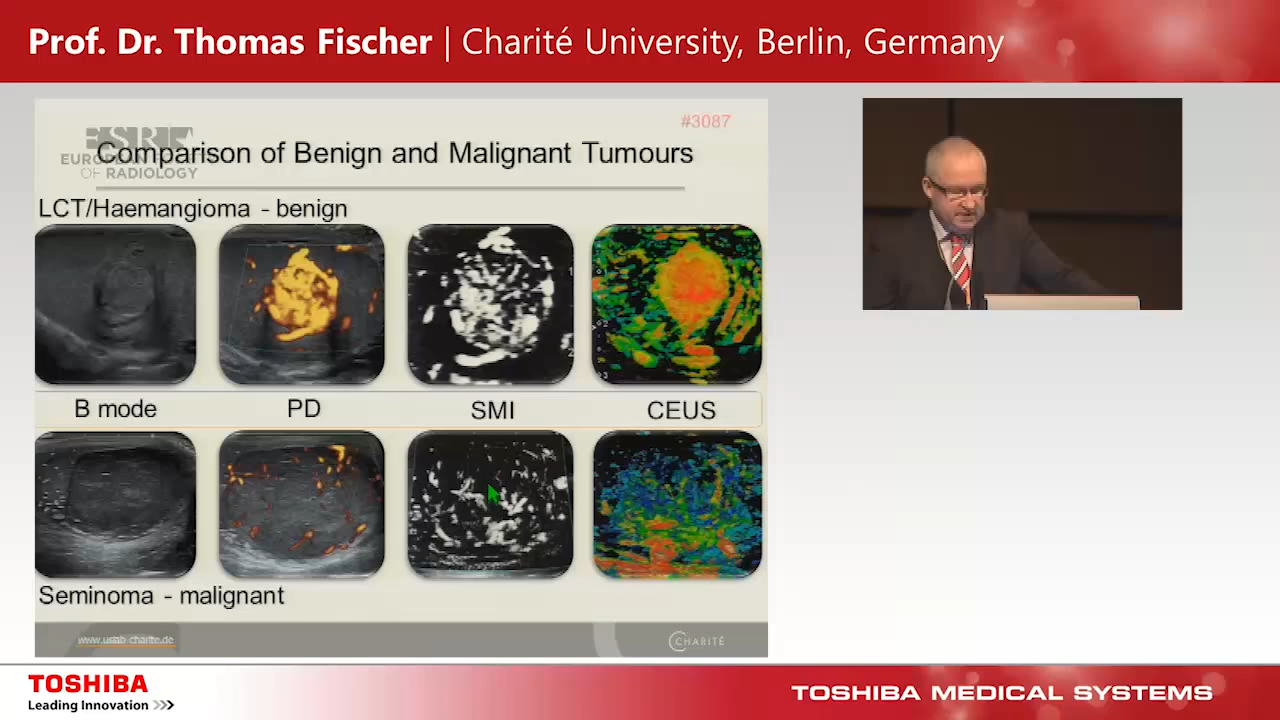 Prof. Dr. Thomas Fischer | Charité University, Berlin, Germany
#3087
Comparison of Benign and Malignant Tumours
OF RADIOLOGY
LCT/Haemangioma - benign
B mode PD SMI CEUS
Seminoma - malignant
www.uslab-charite.de
CHARITÉ
TOSHIBA
Leading Innovation >>>
TOSHIBA MEDICAL SYSTEMS